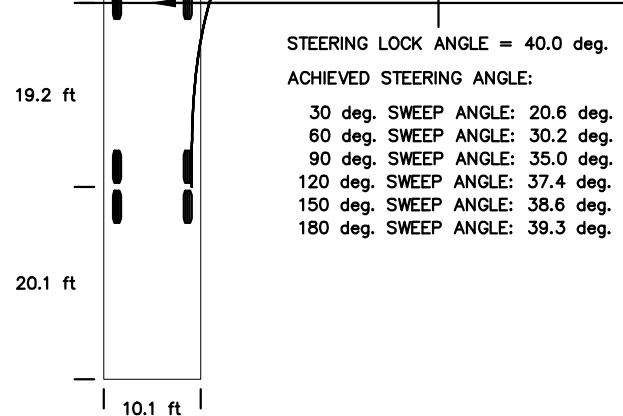 STEERING LOCK ANGLE = 40.0 deg.
ACHIEVED STEERING ANGLE:
30 deg. SWEEP ANGLE: 20.6 deg.
60 deg. SWEEP ANGLE: 30.2 deg.
90 deg. SWEEP ANGLE: 35.0 deg.
120 deg. SWEEP ANGLE: 37.4 deg.
150 deg. SWEEP ANGLE: 38.6 deg.
180 deg. SWEEP ANGLE: 39.3 deg.
19.2 ft
20.1 ft
10.1 ft